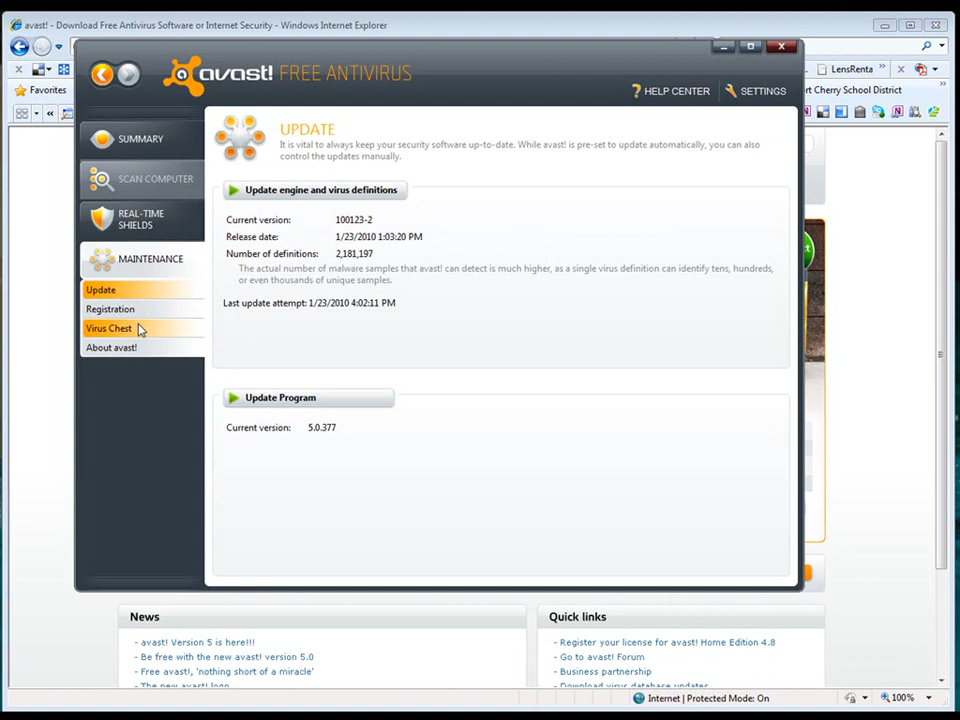 avast! - Download Free Antivirus Software or Internet Security - Windows Internet Explorer
avast! FREE ANTIVIRUS
LensRenta
Favorites
rt Cherry School District
HELP CENTER
SETTINGS
SUMMARY
SCAN COMPUTER
REAL-TIME
SHIELDS
MAINTENANCE
Update
Registration
Virus Chest
About avast!
UPDATE
It is vital to always keep your security software up-to-date. While avast! is pre-set to update automatically, you can also
control the updates manually.
Update engine and virus definitions
Current version: 100123-2
Release date: 1/23/2010 1:03:20 PM
Number of definitions: 2,181,197
The actual number of malware samples that avast! can detect is much higher, as a single virus definition can identify tens, hundreds,
or even thousands of unique samples.
Last update attempt: 1/23/2010 4:02:11 PM
Update Program
Current version: 5.0.377
News
- avast! Version 5 is here!!!
- Be free with the new avast! version 5.0
- Free avast!, 'nothing short of a miracle'
- The new avast! logo
Quick links
- Register your license for avast! Home Edition 4.8
- Go to avast! Forum
- Business partnership
- Download virus database updates
Internet | Protected Mode: On
100%